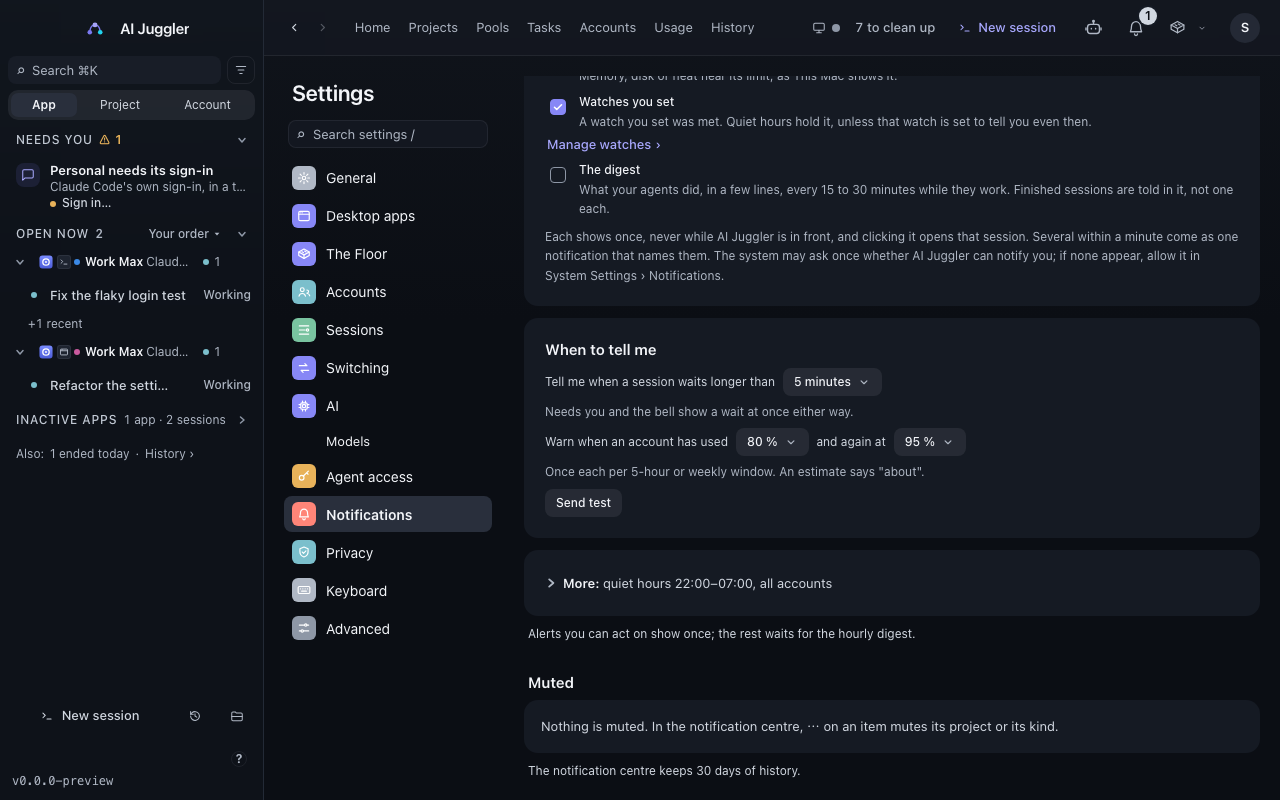 AI Juggler
Search ⌘K
App
Project
Account
NEEDS YOU
1
Personal needs its sign-in
Claude Code's own sign-in, in a t...
Sign in...
OPEN NOW 2
Your order
Work Max Claud...
1
Fix the flaky login test
Working
+1 recent
Work Max Claud...
1
Refactor the setti...
Working
INACTIVE APPS 1 app · 2 sessions
Also: 1 ended today · History ›
New session
?
v0.0.0-preview
Home
Projects
Pools
Tasks
Accounts
Usage
History
7 to clean up
New session
1
S
Settings
Search settings /
General
Desktop apps
The Floor
Accounts
Sessions
Switching
AI
Models
Agent access
Notifications
Privacy
Keyboard
Advanced
Memory, disk or heat near its limit, as This Mac shows it.
Watches you set
A watch you set was met. Quiet hours hold it, unless that watch is set to tell you even then.
Manage watches ›
The digest
What your agents did, in a few lines, every 15 to 30 minutes while they work. Finished sessions are told in it, not one
each.
Each shows once, never while AI Juggler is in front, and clicking it opens that session. Several within a minute come as one
notification that names them. The system may ask once whether AI Juggler can notify you; if none appear, allow it in
System Settings › Notifications.
When to tell me
Tell me when a session waits longer than
5 minutes
Needs you and the bell show a wait at once either way.
Warn when an account has used
80 %
and again at
95 %
Once each per 5-hour or weekly window. An estimate says "about".
Send test
More: quiet hours 22:00–07:00, all accounts
Alerts you can act on show once; the rest waits for the hourly digest.
Muted
Nothing is muted. In the notification centre, ··· on an item mutes its project or its kind.
The notification centre keeps 30 days of history.